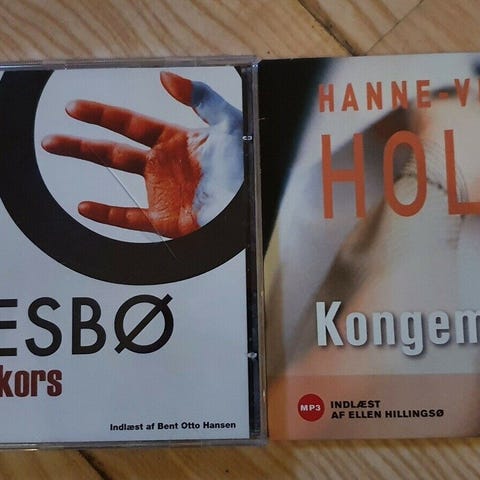 ESBØ
kors
Indlæst af Bent Otto Hansen
HANNE-V
HOL
Kongem
MP3
INDLÆST
AF ELLEN HILLINGSØ